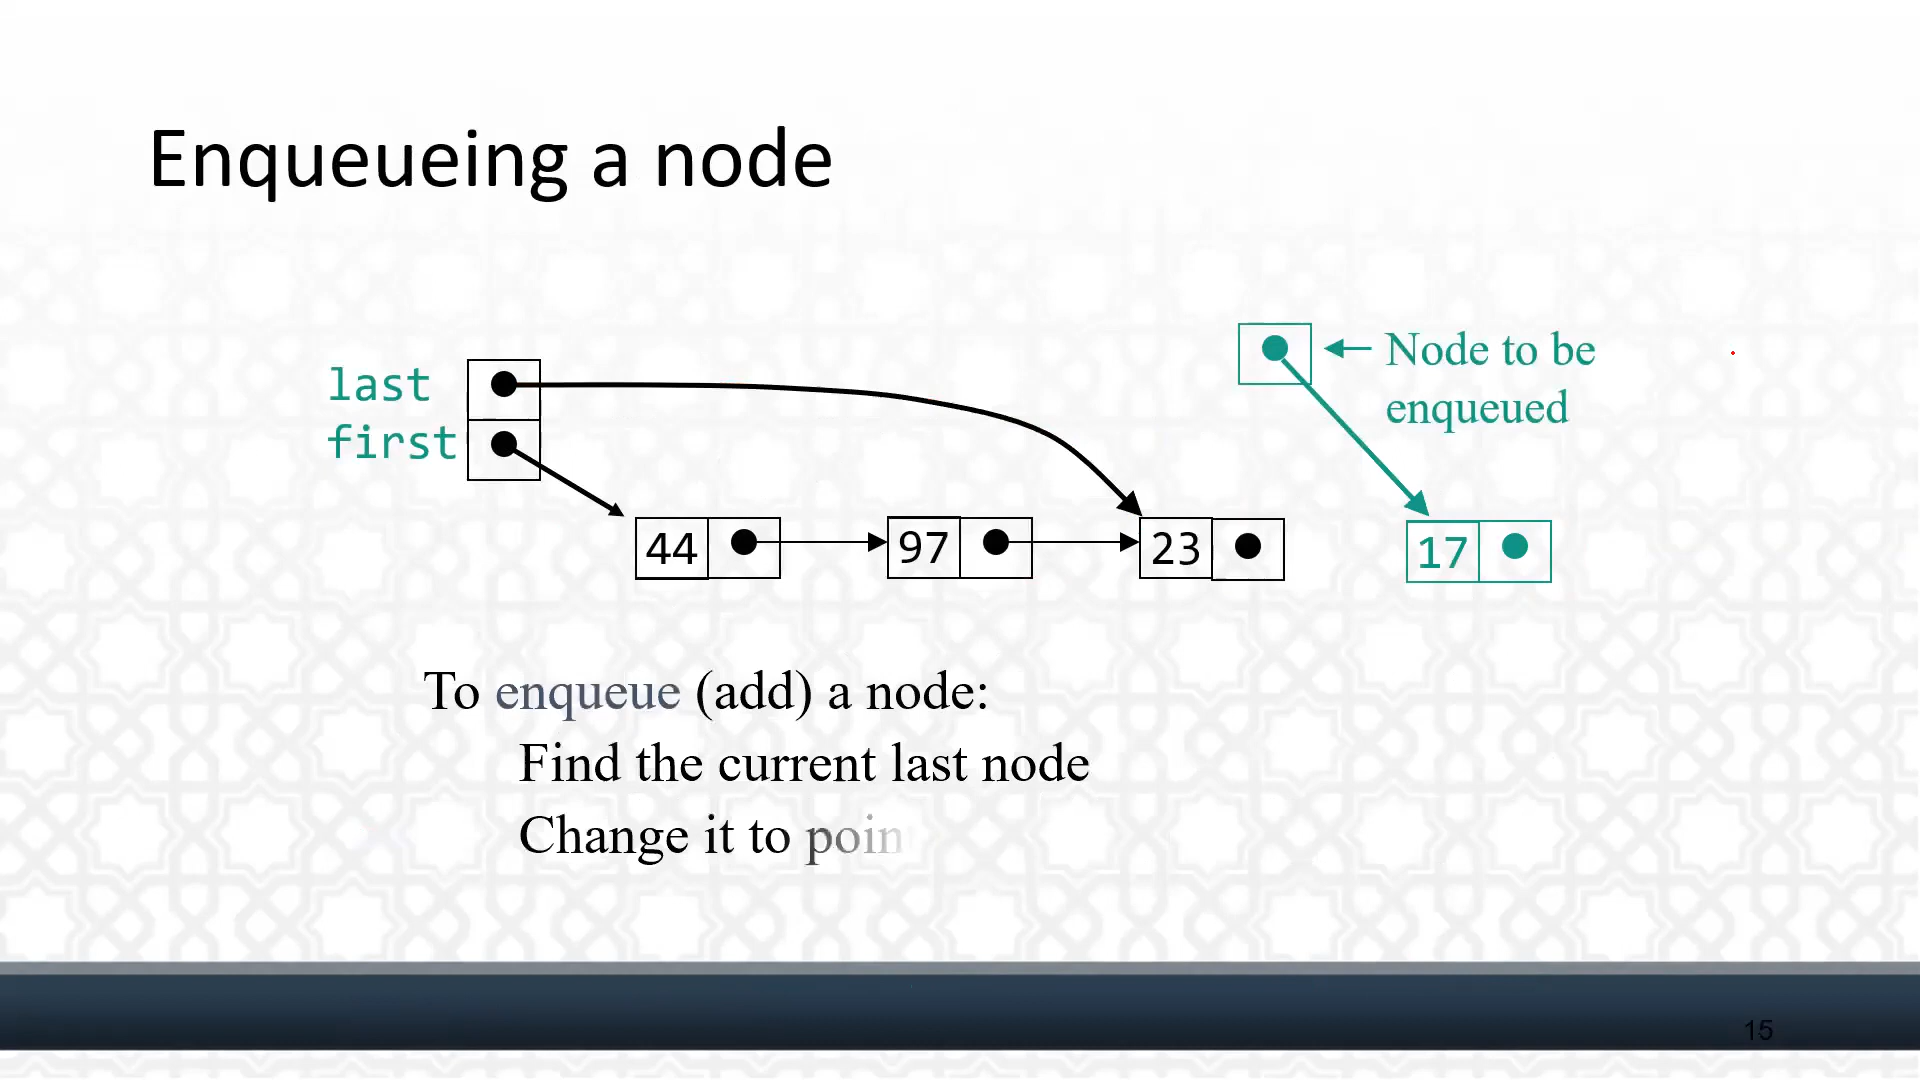 Enqueueing a node
last
first
Node to be
enqueued
44
97
23
17
To enqueue (add) a node:
Find the current last node
Change it to poin
15